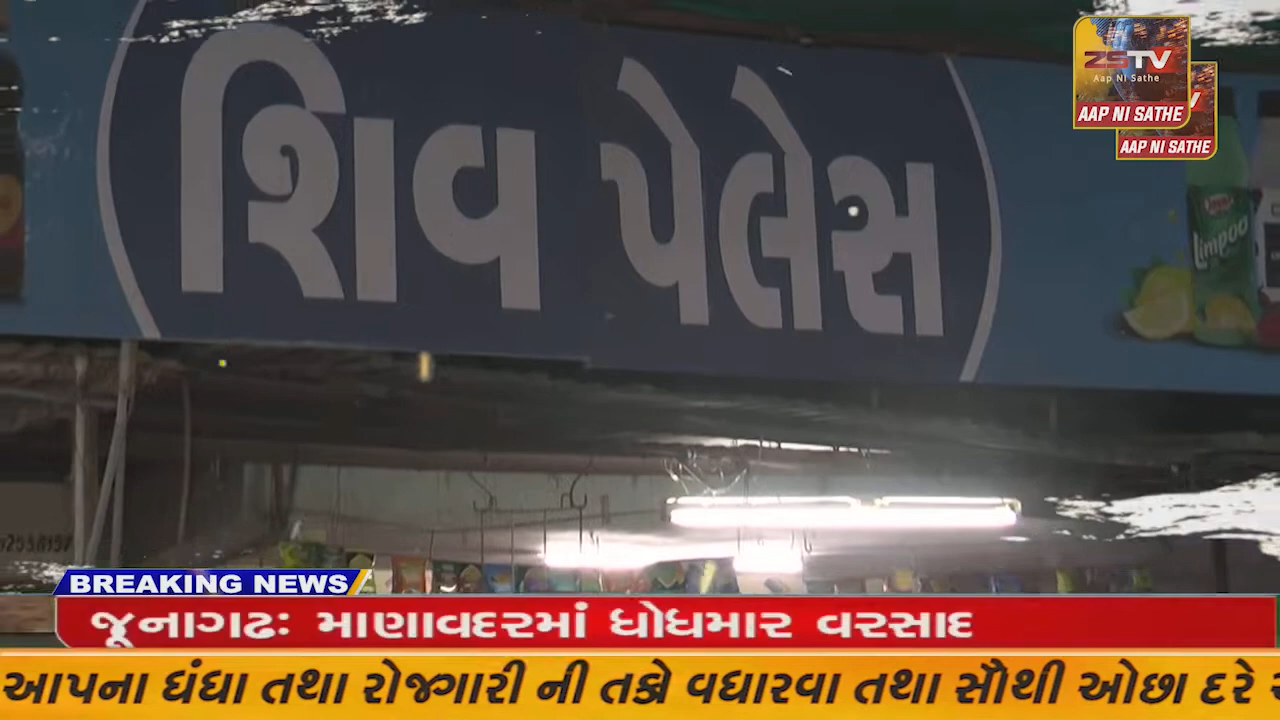 શિવ પેલેસ
ZSTV
Aap Ni Sathe
AAP NI SATHE
AAP NI SATHE
Limpoo
BREAKING NEWS
જૂનાગઢઃ માણાવદરમાં ધોધમાર વરસાદ
આપના ધંધા તથા રોજગારી ની તકો વધારવા તથા સૌથી ઓછા દરે